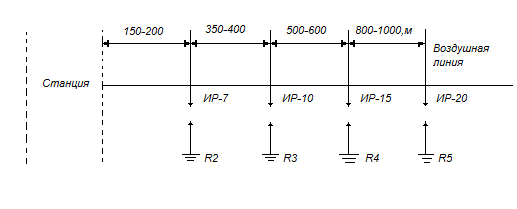 150-200
350-400
500-600
800-1000,м
Воздушная
линия
Станция
ИР-7
ИР-10
ИР-15
ИР-20
R2
R3
R4
R5